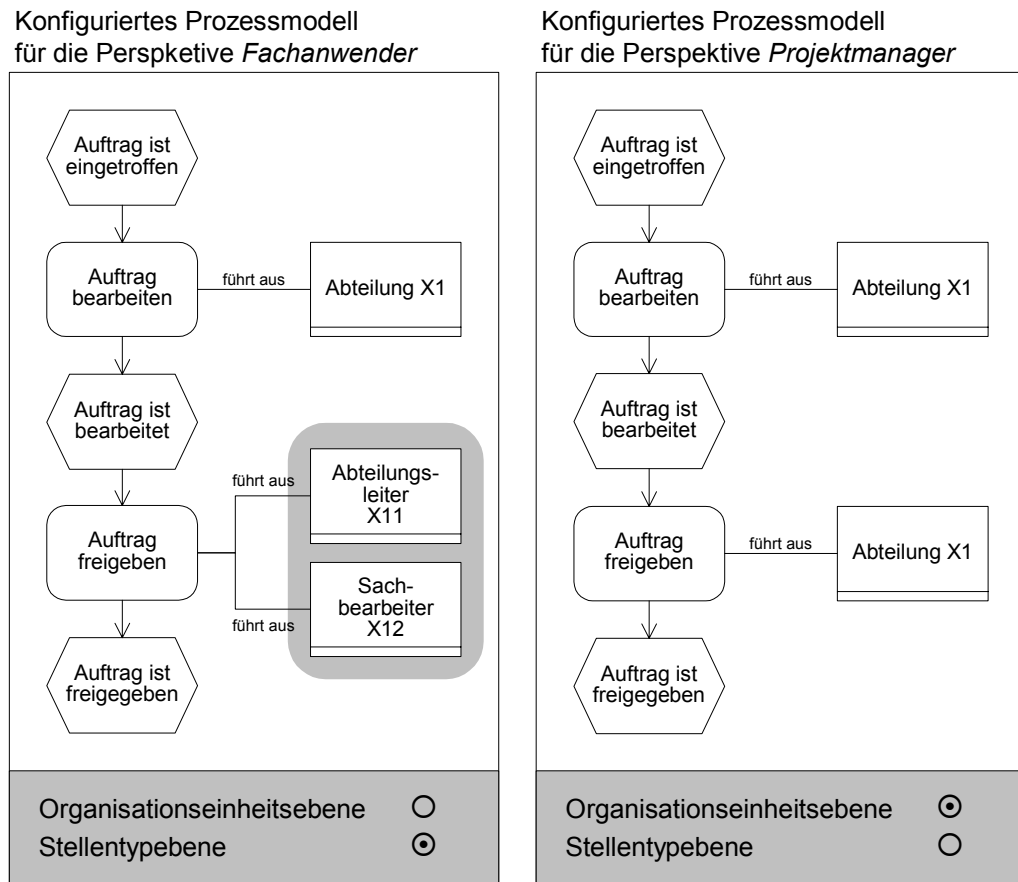 Konfiguriertes Prozessmodell
für die Perspketive Fachanwender
Auftrag ist
eingetroffen
Auftrag
bearbeiten
führt aus
Abteilung X1
Auftrag ist
bearbeitet
Auftrag
freigeben
führt aus
Abteilungs-
leiter
X11
führt aus
Sach-
bearbeiter
X12
Auftrag ist
freigegeben
Organisationseinheitsebene
Stellentypebene
Konfiguriertes Prozessmodell
für die Perspektive Projektmanager
Auftrag ist
eingetroffen
Auftrag
bearbeiten
führt aus
Abteilung X1
Auftrag ist
bearbeitet
Auftrag
freigeben
führt aus
Abteilung X1
Auftrag ist
freigegeben
Organisationseinheitsebene
Stellentypebene